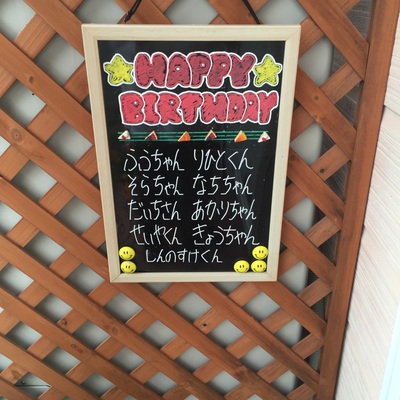 HAPPY
BIRTHDAY
ふうちゃん りひとくん
そらちゃん なちちゃん
だいちさん あかりちゃん
せいやくん きょうちゃん
しんのすけくん